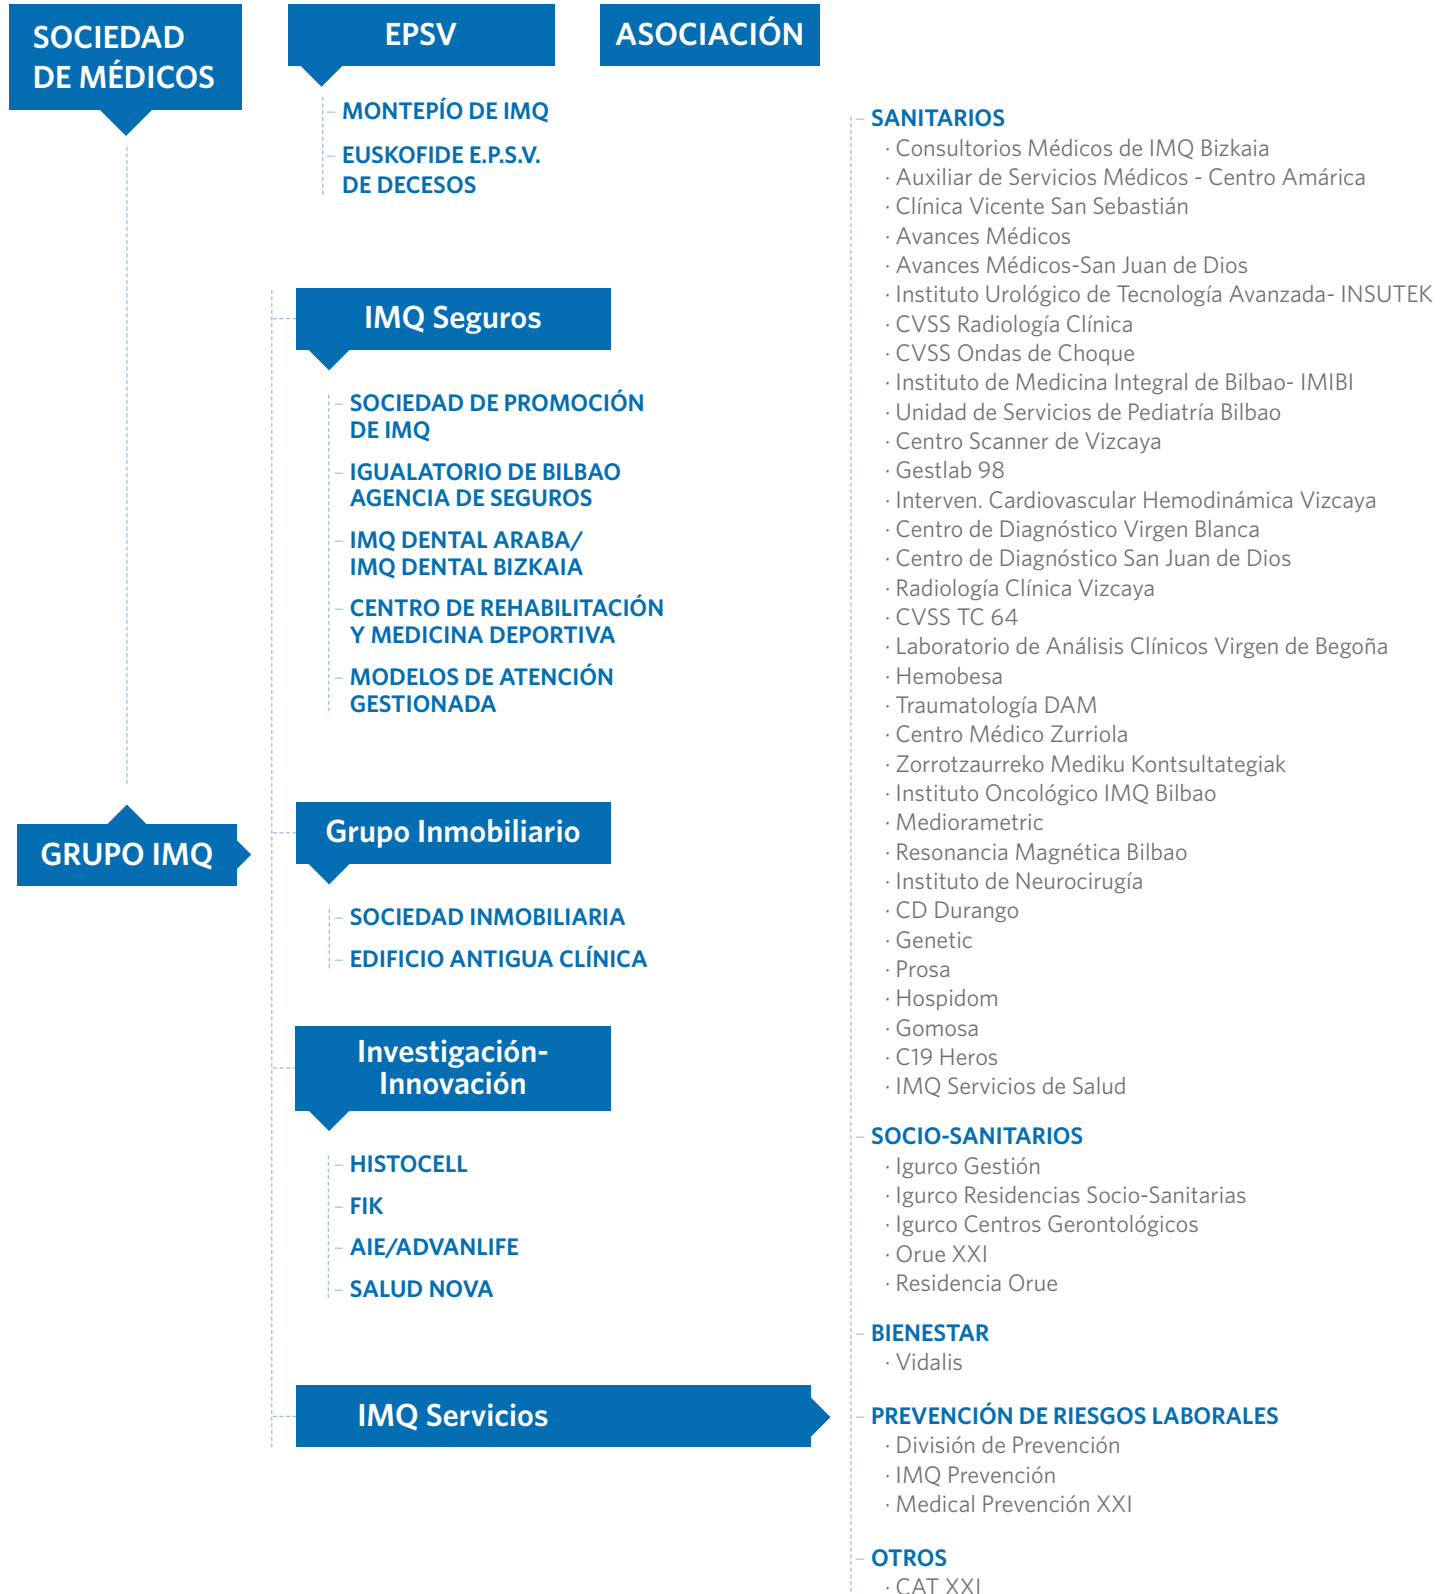 SOCIEDAD
DE MÉDICOS
EPSV
MONTEPÍO DE IMQ
EUSKOFIDE E.P.S.V.
DE DECESOS
ASOCIACIÓN
GRUPO IMQ
IMQ Seguros
SOCIEDAD DE PROMOCIÓN
DE IMQ
IGUALATORIO DE BILBAO
AGENCIA DE SEGUROS
IMQ DENTAL ARABA/
IMQ DENTAL BIZKAIA
CENTRO DE REHABILITACIÓN
Y MEDICINA DEPORTIVA
MODELOS DE ATENCIÓN
GESTIONADA
Grupo Inmobiliario
SOCIEDAD INMOBILIARIA
EDIFICIO ANTIGUA CLÍNICA
Investigación-
Innovación
HISTOCELL
FIK
AIE/ADVANLIFE
SALUD NOVA
IMQ Servicios
SANITARIOS
· Consultorios Médicos de IMQ Bizkaia
· Auxiliar de Servicios Médicos - Centro Amárica
· Clínica Vicente San Sebastián
· Avances Médicos
· Avances Médicos-San Juan de Dios
· Instituto Urológico de Tecnología Avanzada- INSUTEK
· CVSS Radiología Clínica
· CVSS Ondas de Choque
· Instituto de Medicina Integral de Bilbao- IMIBI
· Unidad de Servicios de Pediatría Bilbao
· Centro Scanner de Vizcaya
· Gestlab 98
· Interven. Cardiovascular Hemodinámica Vizcaya
· Centro de Diagnóstico Virgen Blanca
· Centro de Diagnóstico San Juan de Dios
· Radiología Clínica Vizcaya
· CVSS TC 64
· Laboratorio de Análisis Clínicos Virgen de Begoña
· Hemobesa
· Traumatología DAM
· Centro Médico Zurriola
· Zorrotzaurreko Mediku Kontsultategiak
· Instituto Oncológico IMQ Bilbao
· Mediorametric
· Resonancia Magnética Bilbao
· Instituto de Neurocirugía
· CD Durango
· Genetic
· Prosa
· Hospidom
· Gomosa
· C19 Heros
· IMQ Servicios de Salud
SOCIO-SANITARIOS
· Igurco Gestión
· Igurco Residencias Socio-Sanitarias
· Igurco Centros Gerontológicos
· Orue XXI
· Residencia Orue
BIENESTAR
· Vidalis
PREVENCIÓN DE RIESGOS LABORALES
· División de Prevención
· IMQ Prevención
· Medical Prevención XXI
OTROS
· CAT XXI